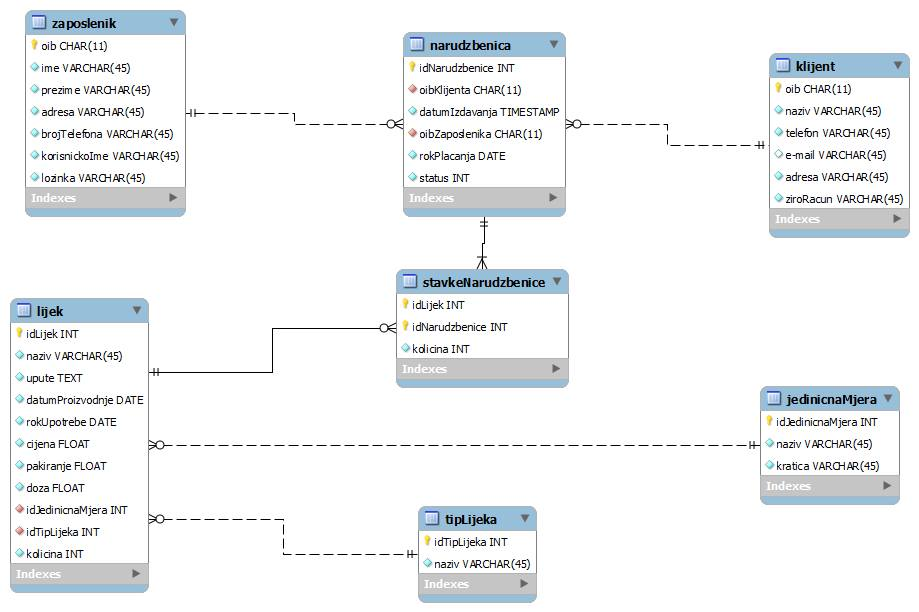 zaposlenik
oib CHAR(11)
ime VARCHAR(45)
prezime VARCHAR(45)
adresa VARCHAR(45)
brojTelefona VARCHAR(45)
korisnickoIme VARCHAR(45)
lozinka VARCHAR(45)
Indexes
narudzbenica
idNarudzbenice INT
oibKlijenta CHAR(11)
datumIzdavanja TIMESTAMP
oibZaposlenika CHAR(11)
rokPlacanja DATE
status INT
Indexes
klijent
oib CHAR(11)
naziv VARCHAR(45)
telefon VARCHAR(45)
e-mail VARCHAR(45)
adresa VARCHAR(45)
ziroRacun VARCHAR(45)
Indexes
stavkeNarudzbenice
idLijek INT
idNarudzbenice INT
kolicina INT
Indexes
lijek
idLijek INT
naziv VARCHAR(45)
upute TEXT
datumProizvodnje DATE
rokUpotrebe DATE
cijena FLOAT
pakiranje FLOAT
doza FLOAT
idJedinicnaMjera INT
idTipLijeka INT
kolicina INT
Indexes
jedinicnaMjera
idJedinicnaMjera INT
naziv VARCHAR(45)
kratica VARCHAR(45)
Indexes
tipLijeka
idTipLijeka INT
naziv VARCHAR(45)
Indexes